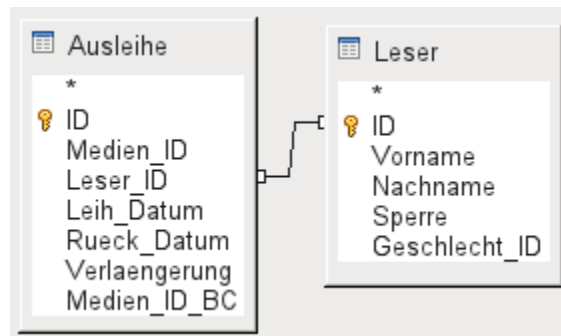 Ausleihe
*
ID
Medien_ID
Leser_ID
Leih_Datum
Rueck_Datum
Verlaengerung
Medien_ID_BC
Leser
*
ID
Vorname
Nachname
Sperre
Geschlecht_ID